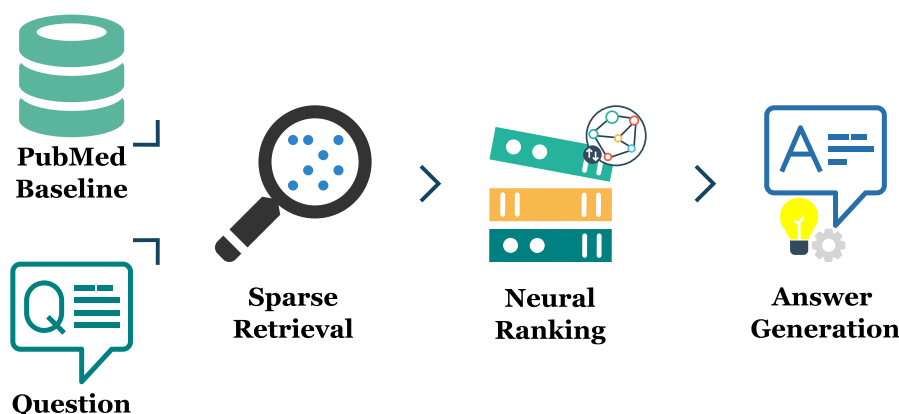 PubMed
Baseline
Q
Question
Sparse
Retrieval
Neural
Ranking
A
Answer
Generation